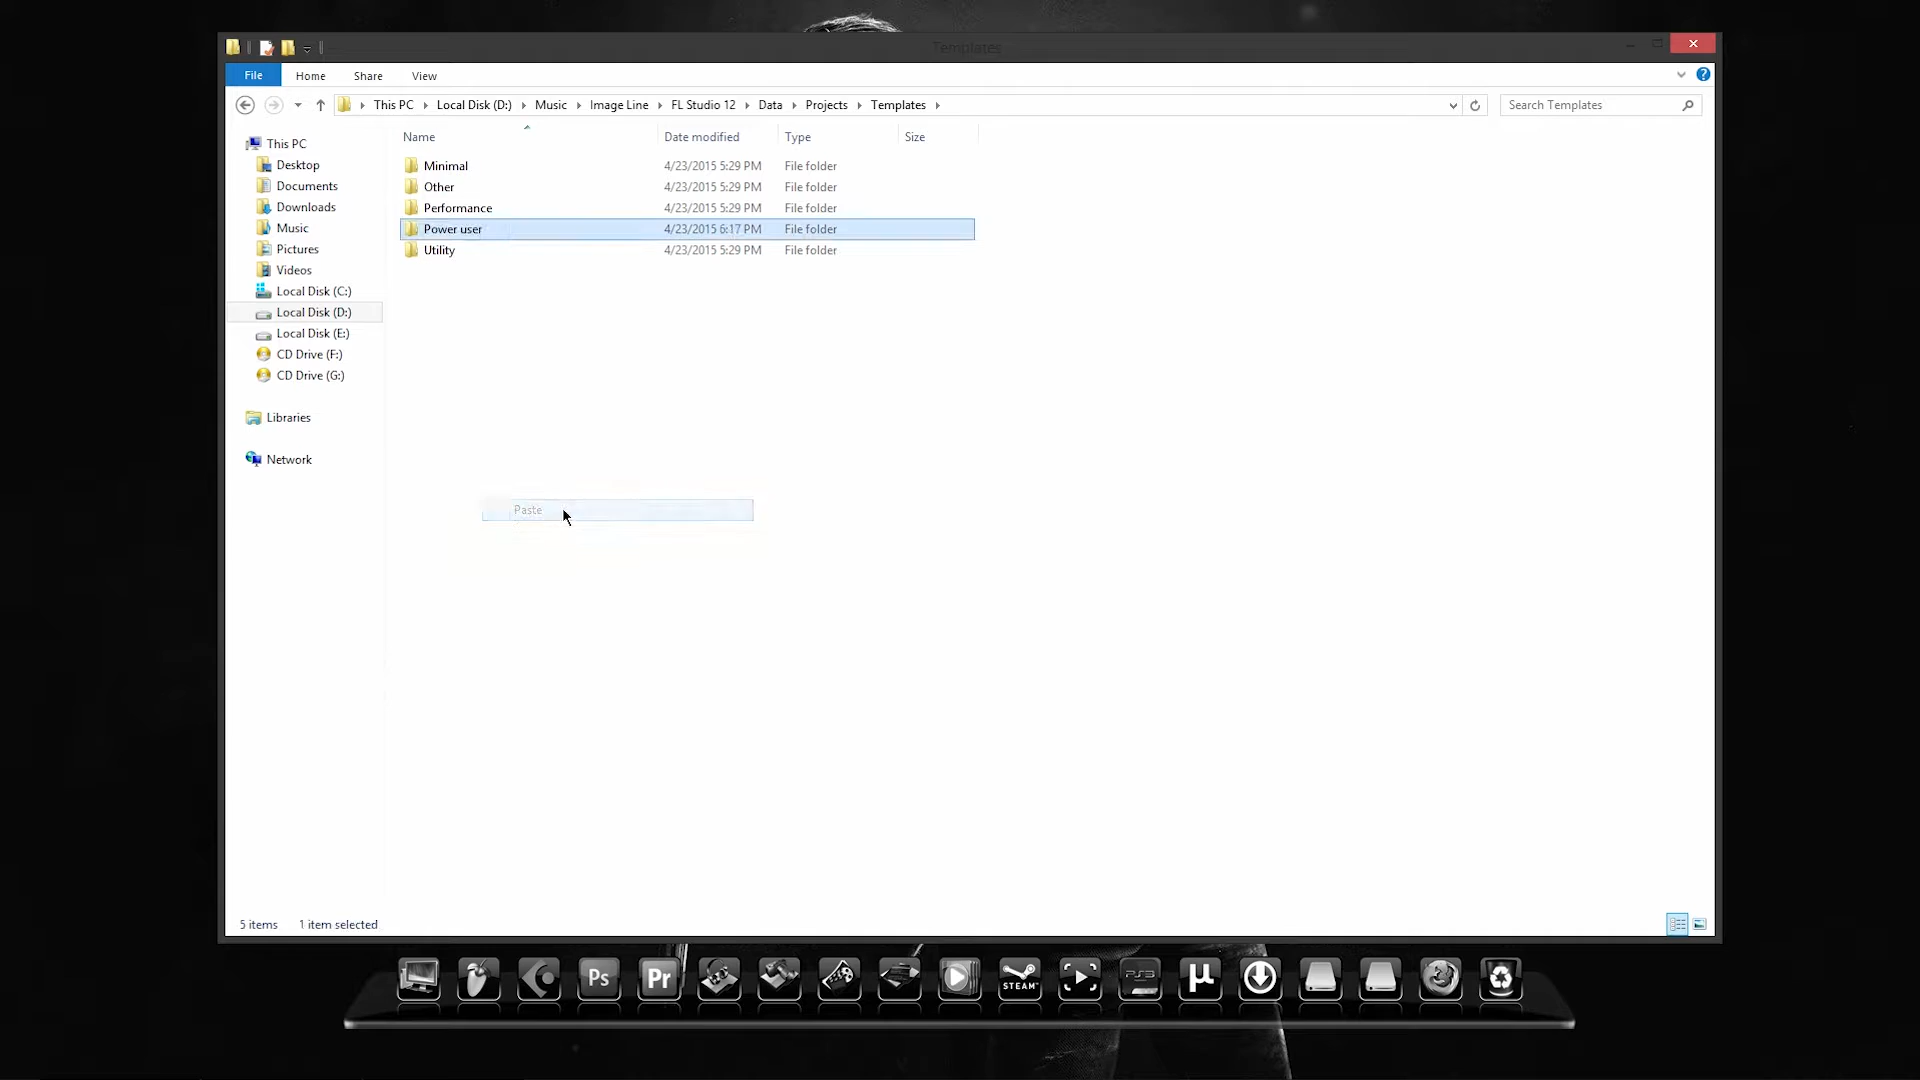 Templates
File Home Share View
This PC Local Disk (D:) Music Image Line FL Studio 12 Data Projects Templates
Search Templates
Name Date modified Type Size
Minimal 4/23/2015 5:29 PM File folder
Other 4/23/2015 5:29 PM File folder
Performance 4/23/2015 5:29 PM File folder
Power user 4/23/2015 6:17 PM File folder
Utility 4/23/2015 5:29 PM File folder
This PC
Desktop
Documents
Downloads
Music
Pictures
Videos
Local Disk (C:)
Local Disk (D:)
Local Disk (E:)
CD Drive (F:)
CD Drive (G:)
Libraries
Network
Paste
5 items 1 item selected
Ps Pr STEAM PS3 µ